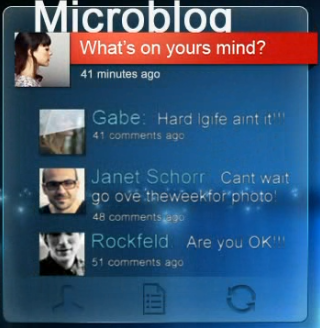 Microblog
What's on yours mind?
41 minutes ago
Gabe: Hard lgife aint it'''
41 comments ago
Janet Schorr Cant wait
go ove theweekfor'photo!
48 comments ago
Rockfeld Are you OK'''
51 comments ago